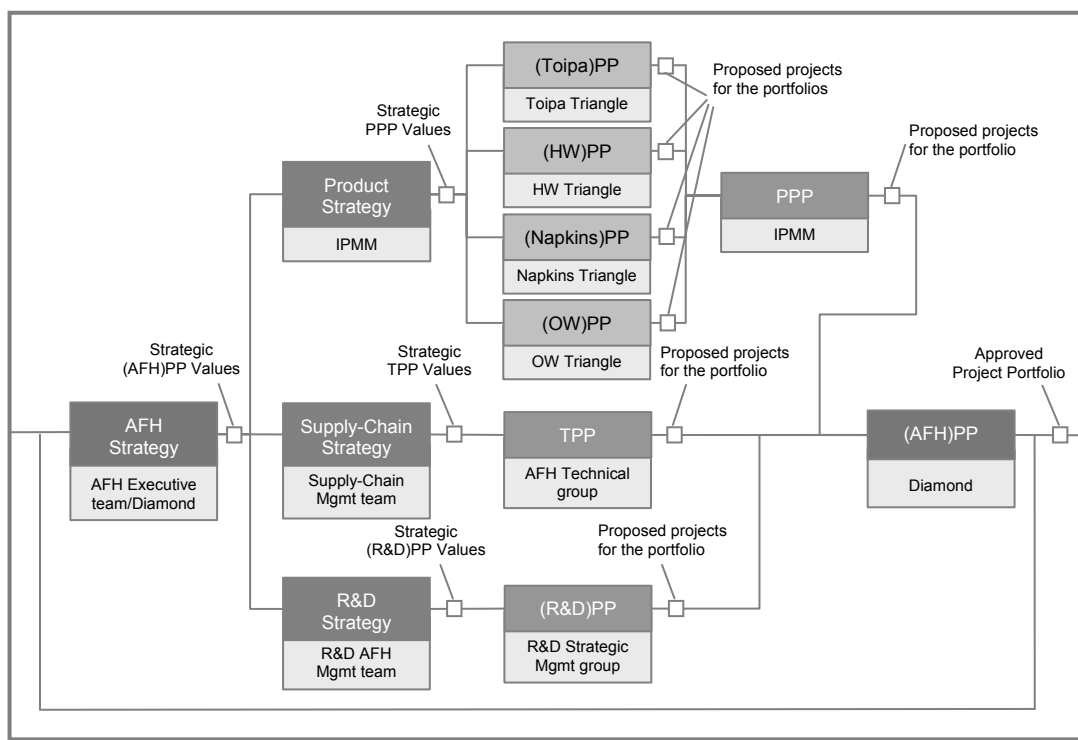 (Toipa)PP
Toipa Triangle
Proposed projects
for the portfolios
Strategic
PPP Values
(HW)PP
HW Triangle
Proposed projects
for the portfolio
Product
Strategy
IPMM
PPP
IPMM
(Napkins)PP
Napkins Triangle
(OW)PP
OW Triangle
Strategic
(AFH)PP Values
Strategic
TPP Values
Proposed projects
for the portfolio
Approved
Project Portfolio
AFH
Strategy
AFH Executive
team/Diamond
Supply-Chain
Strategy
Supply-Chain
Mgmt team
TPP
AFH Technical
group
(AFH)PP
Diamond
Strategic
(R&D)PP Values
Proposed projects
for the portfolio
R&D
Strategy
R&D AFH
Mgmt team
(R&D)PP
R&D Strategic
Mgmt group